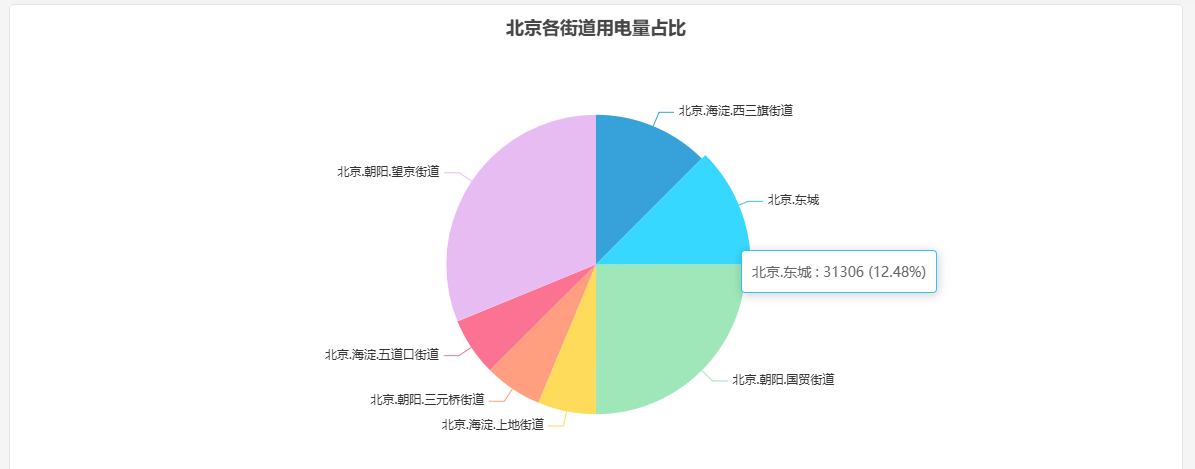 北京各街道用电量占比
北京.海淀.西三旗街道
北京.朝阳.望京街道
北京.东城
北京.东城 : 31306 (12.48%)
北京.海淀.五道口街道
北京.朝阳.国贸街道
北京.朝阳.三元桥街道
北京.海淀.上地街道